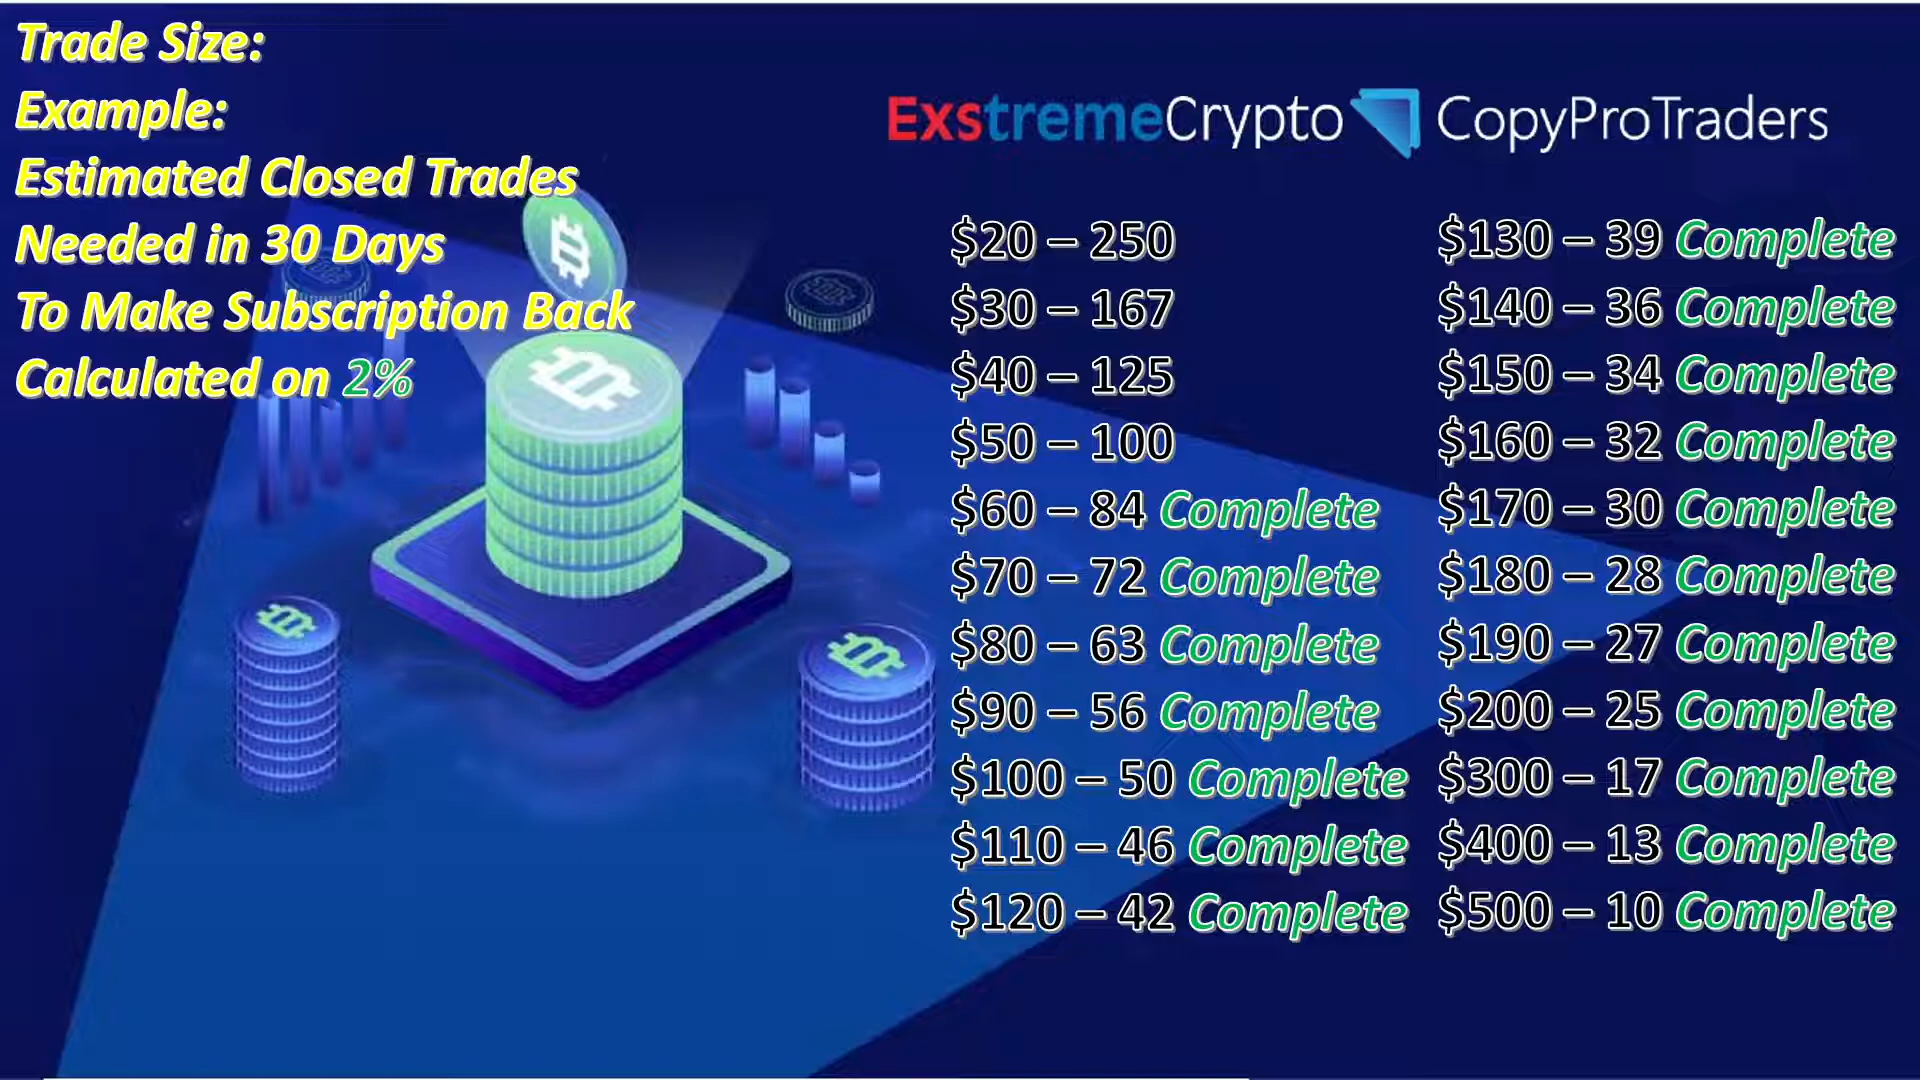 Trade Size:
Example:
Estimated Closed Trades
Needed in 30 Days
To Make Subscription Back
Calculated on 2%
ExstremeCrypto CopyProTraders
$20 – 250
$30 – 167
$40 – 125
$50 – 100
$60 – 84 Complete
$70 – 72 Complete
$80 – 63 Complete
$90 – 56 Complete
$100 – 50 Complete
$110 – 46 Complete
$120 – 42 Complete
$130 – 39 Complete
$140 – 36 Complete
$150 – 34 Complete
$160 – 32 Complete
$170 – 30 Complete
$180 – 28 Complete
$190 – 27 Complete
$200 – 25 Complete
$300 – 17 Complete
$400 – 13 Complete
$500 – 10 Complete